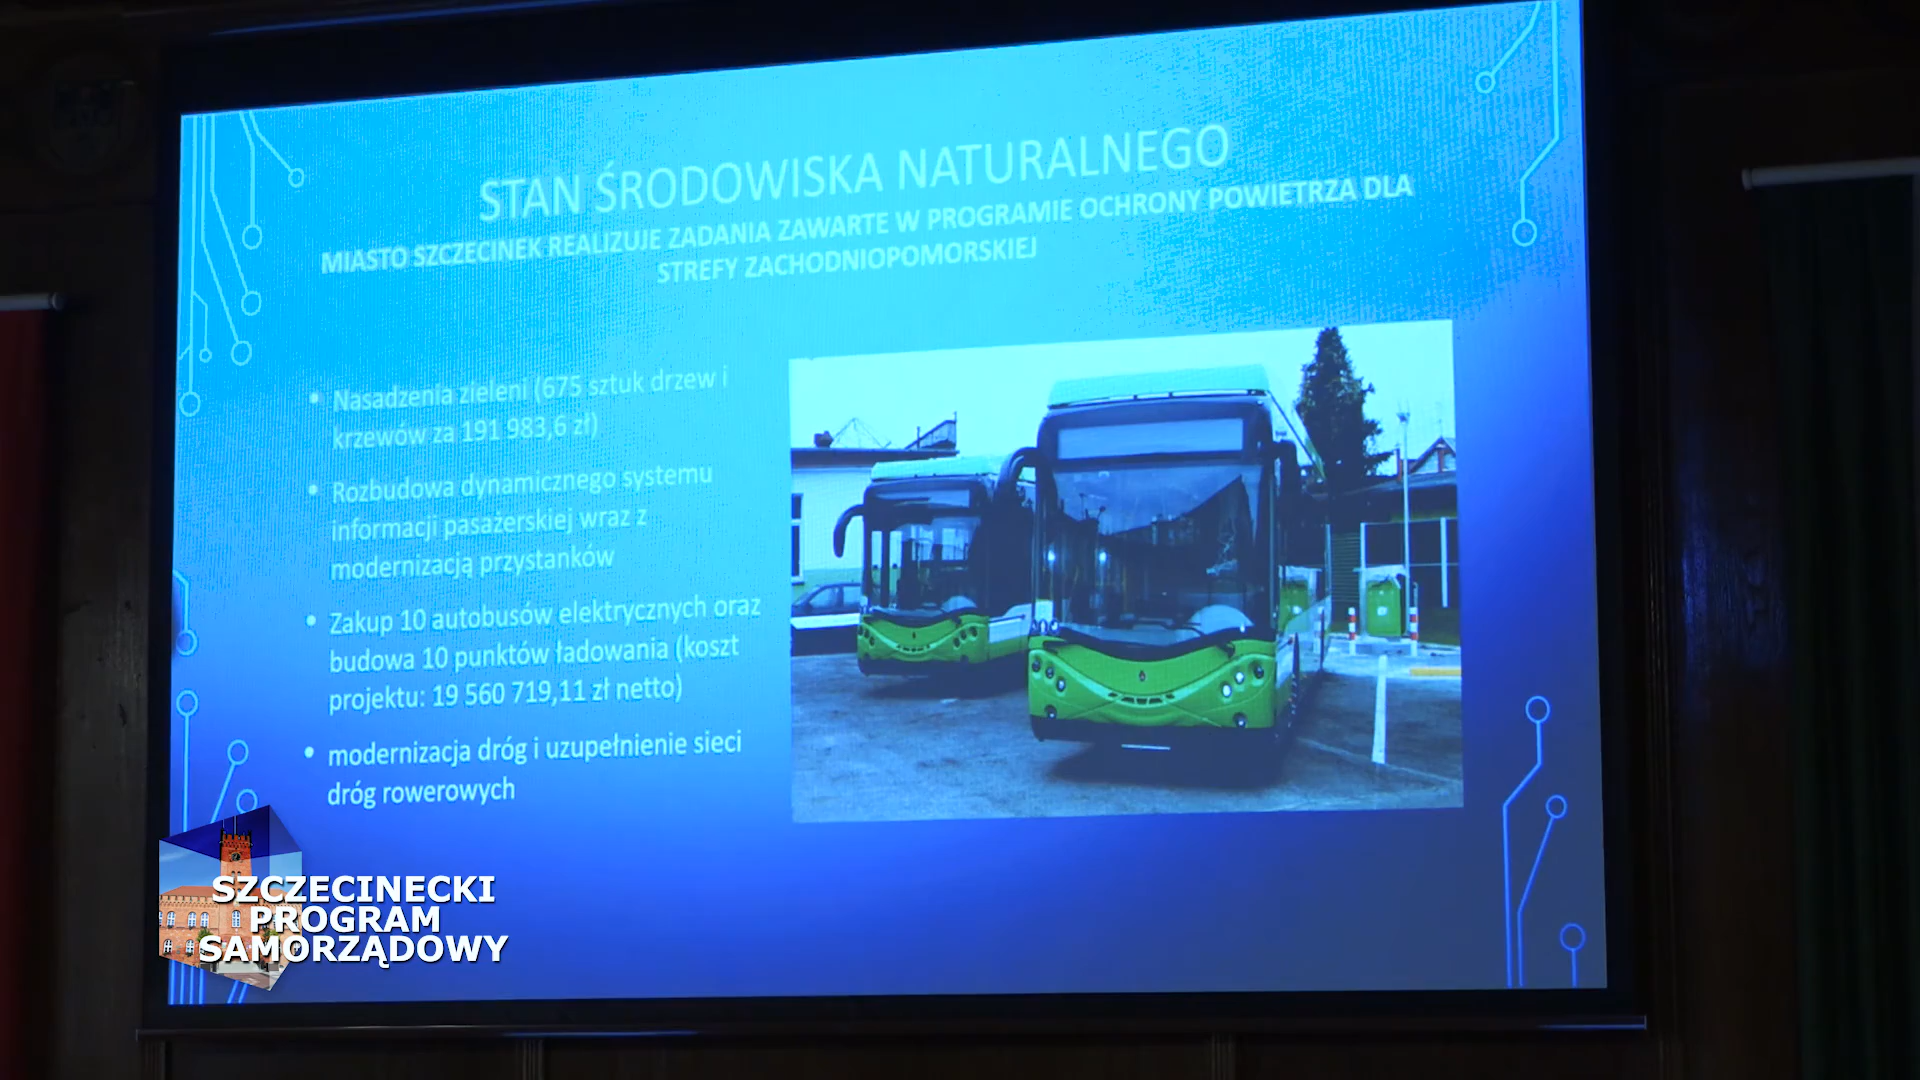 STAN ŚRODOWISKA NATURALNEGO
MIASTO SZCZECINEK REALIZUJE ZADANIA ZAWARTE W PROGRAMIE OCHRONY POWIETRZA DLA
STREFY ZACHODNIOPOMORSKIEJ
• Nasadzenia zieleni (675 sztuk drzew i
krzewów za 191 983,6 zł)
• Rozbudowa dynamicznego systemu
informacji pasażerskiej wraz z
modernizacją przystanków
• Zakup 10 autobusów elektrycznych oraz
budowa 10 punktów ładowania (koszt
projektu: 19 560 719,11 zł netto)
• modernizacja dróg i uzupełnienie sieci
dróg rowerowych
SZCZECINECKI
PROGRAM
SAMORZĄDOWY